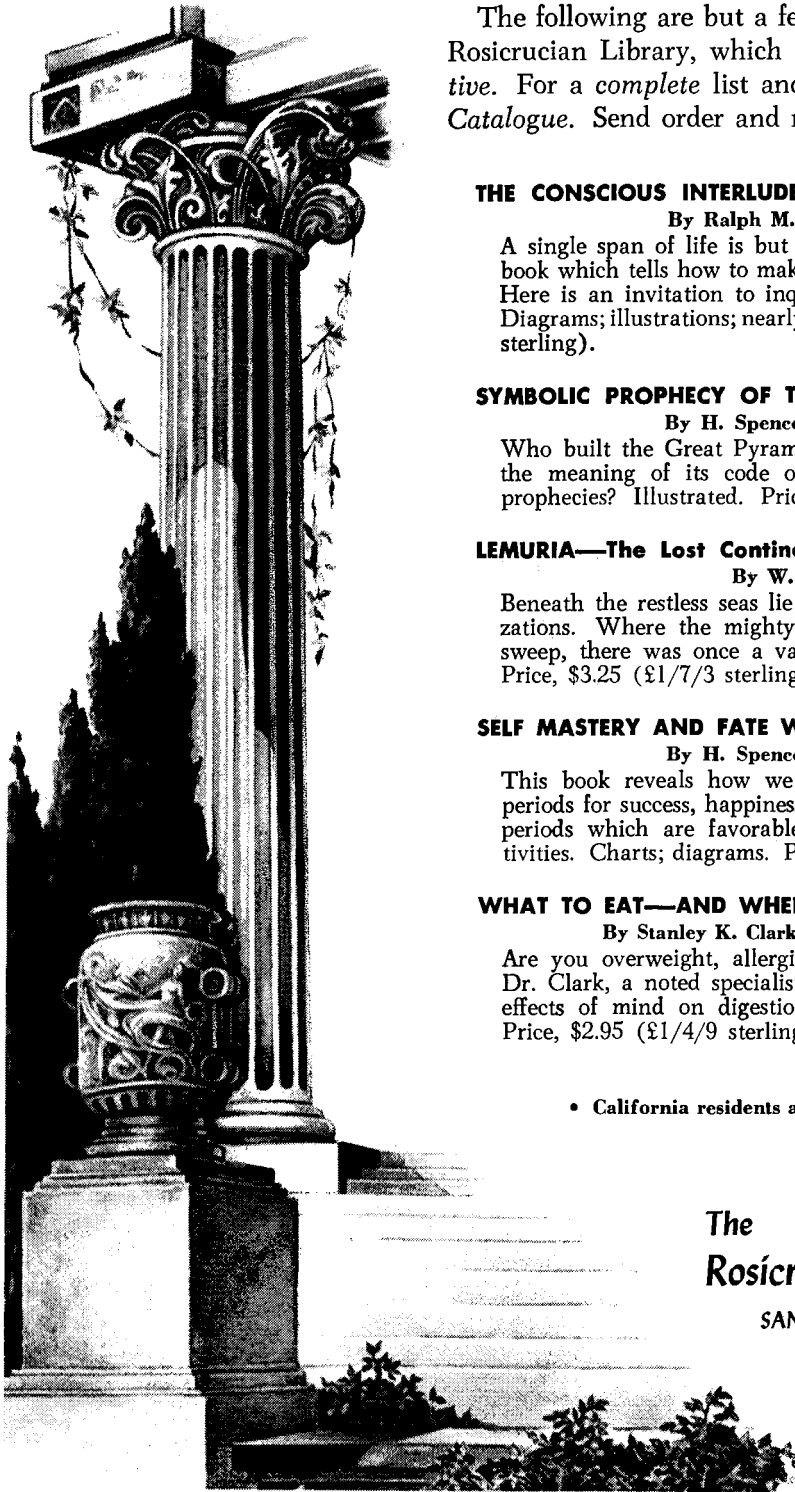 The following are but a fe
Rosicrucian Library, which
tive. For a complete list and
Catalogue. Send order and r
THE CONSCIOUS INTERLUDE
By Ralph M.
A single span of life is but
book which tells how to mak
Here is an invitation to inq
Diagrams; illustrations; nearly
sterling).
SYMBOLIC PROPHECY OF T
By H. Spence
Who built the Great Pyram
the meaning of its code o
prophecies? Illustrated. Pric
LEMURIA—The Lost Contine
By W.
Beneath the restless seas lie
zations. Where the mighty
sweep, there was once a va
Price, $3.25 (£1/7/3 sterling
SELF MASTERY AND FATE W
By H. Spence
This book reveals how we
periods for success, happines
periods which are favorable
tivities. Charts; diagrams. P
WHAT TO EAT—AND WHEN
By Stanley K. Clark
Are you overweight, allergi
Dr. Clark, a noted specialis
effects of mind on digestio
Price, $2.95 (£1/4/9 sterling
• California residents a
The
Rosicr
SAN